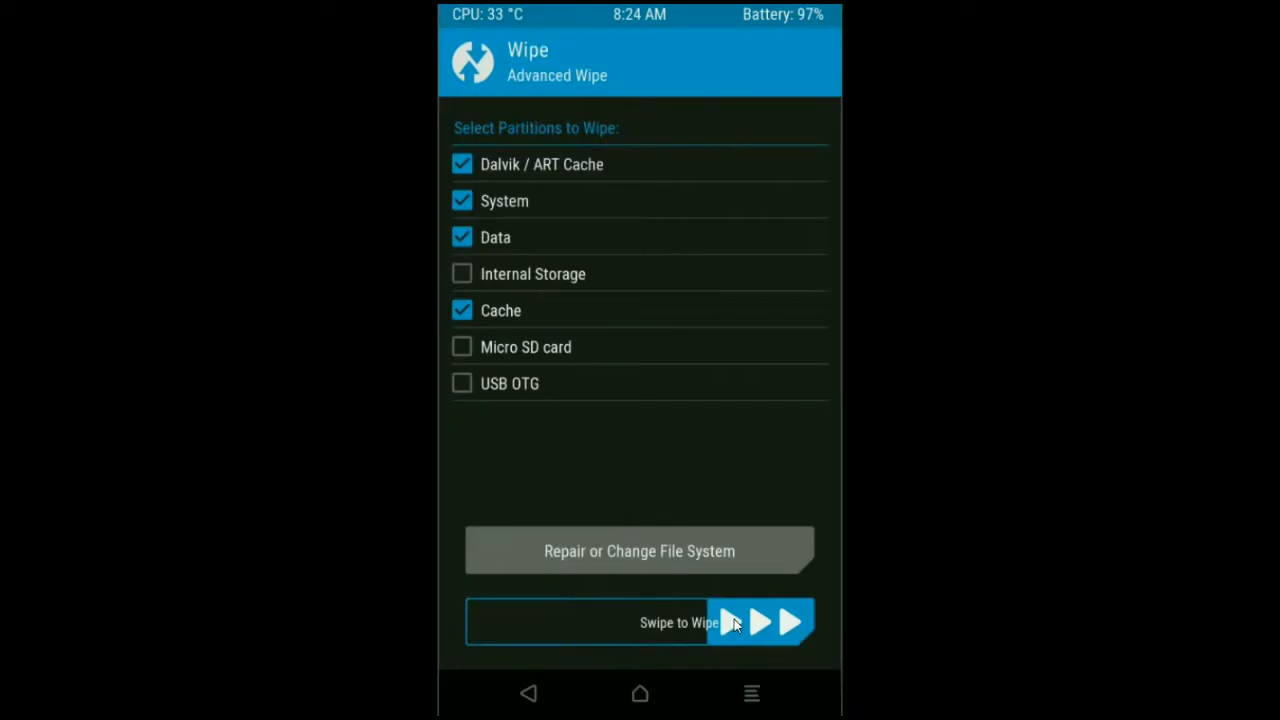 CPU: 33 °C 8:24 AM Battery: 97%
Wipe
Advanced Wipe
Select Partitions to Wipe:
Dalvik / ART Cache
System
Data
Internal Storage
Cache
Micro SD card
USB OTG
Repair or Change File System
Swipe to Wipe